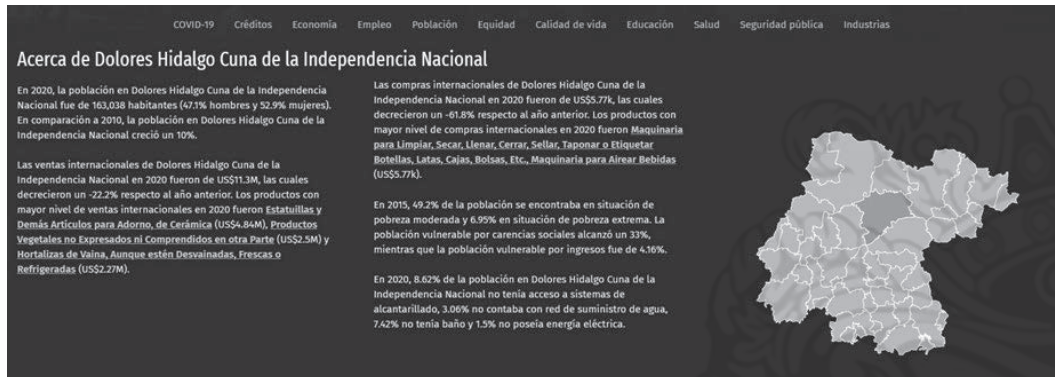 COVID-19 Créditos Economía Empleo Población Equidad Calidad de vida Educación Salud Seguridad pública Industrias
Acerca de Dolores Hidalgo Cuna de la Independencia Nacional
En 2020, la población en Dolores Hidalgo Cuna de la Independencia
Nacional fue de 163,038 habitantes (47.1% hombres y 52.9% mujeres).
En comparación a 2010, la población en Dolores Hidalgo Cuna de la
Independencia Nacional creció un 10%.
Las ventas internacionales de Dolores Hidalgo Cuna de la
Independencia Nacional en 2020 fueron de US$11.3M, las cuales
decrecieron un -22.2% respecto al año anterior. Los productos con
mayor nivel de ventas internacionales en 2020 fueron Estatuillas y
Demás Artículos para Adorno, de Cerámica (US$4.84M), Productos
Vegetales no Expresados ni Comprendidos en otra Parte (US$2.5M) y
Hortalizas de Vaina, Aunque estén Desvainadas, Frescas o
Refrigeradas (US$2.27M).
Las compras internacionales de Dolores Hidalgo Cuna de la
Independencia Nacional en 2020 fueron de US$5.77k, las cuales
decrecieron un -61.8% respecto al año anterior. Los productos con
mayor nivel de compras internacionales en 2020 fueron Maquinaria
para Limpiar, Secar, Llenar, Cerrar, Sellar, Taponar o Etiquetar
Botellas, Latas, Cajas, Bolsas, Etc., Maquinaria para Airear Bebidas
(US$5.77k).
En 2015, 49.2% de la población se encontraba en situación de
pobreza moderada y 6.95% en situación de pobreza extrema. La
población vulnerable por carencias sociales alcanzó un 33%,
mientras que la población vulnerable por ingresos fue de 4.16%.
En 2020, 8.62% de la población en Dolores Hidalgo Cuna de la
Independencia Nacional no tenía acceso a sistemas de
alcantarillado, 3.06% no contaba con red de suministro de agua,
7.42% no tenía baño y 1.5% no poseía energía eléctrica.